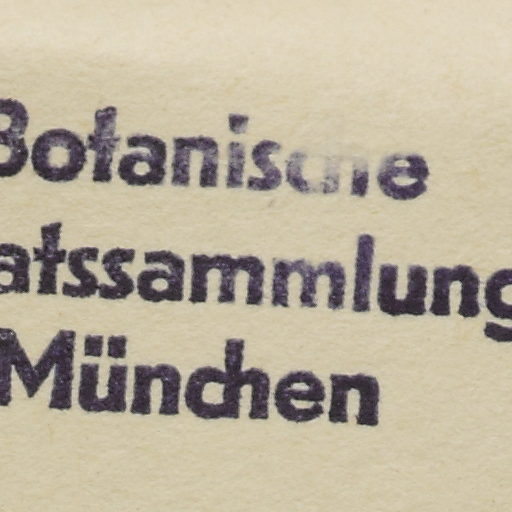 Botanische
atssammlung
München